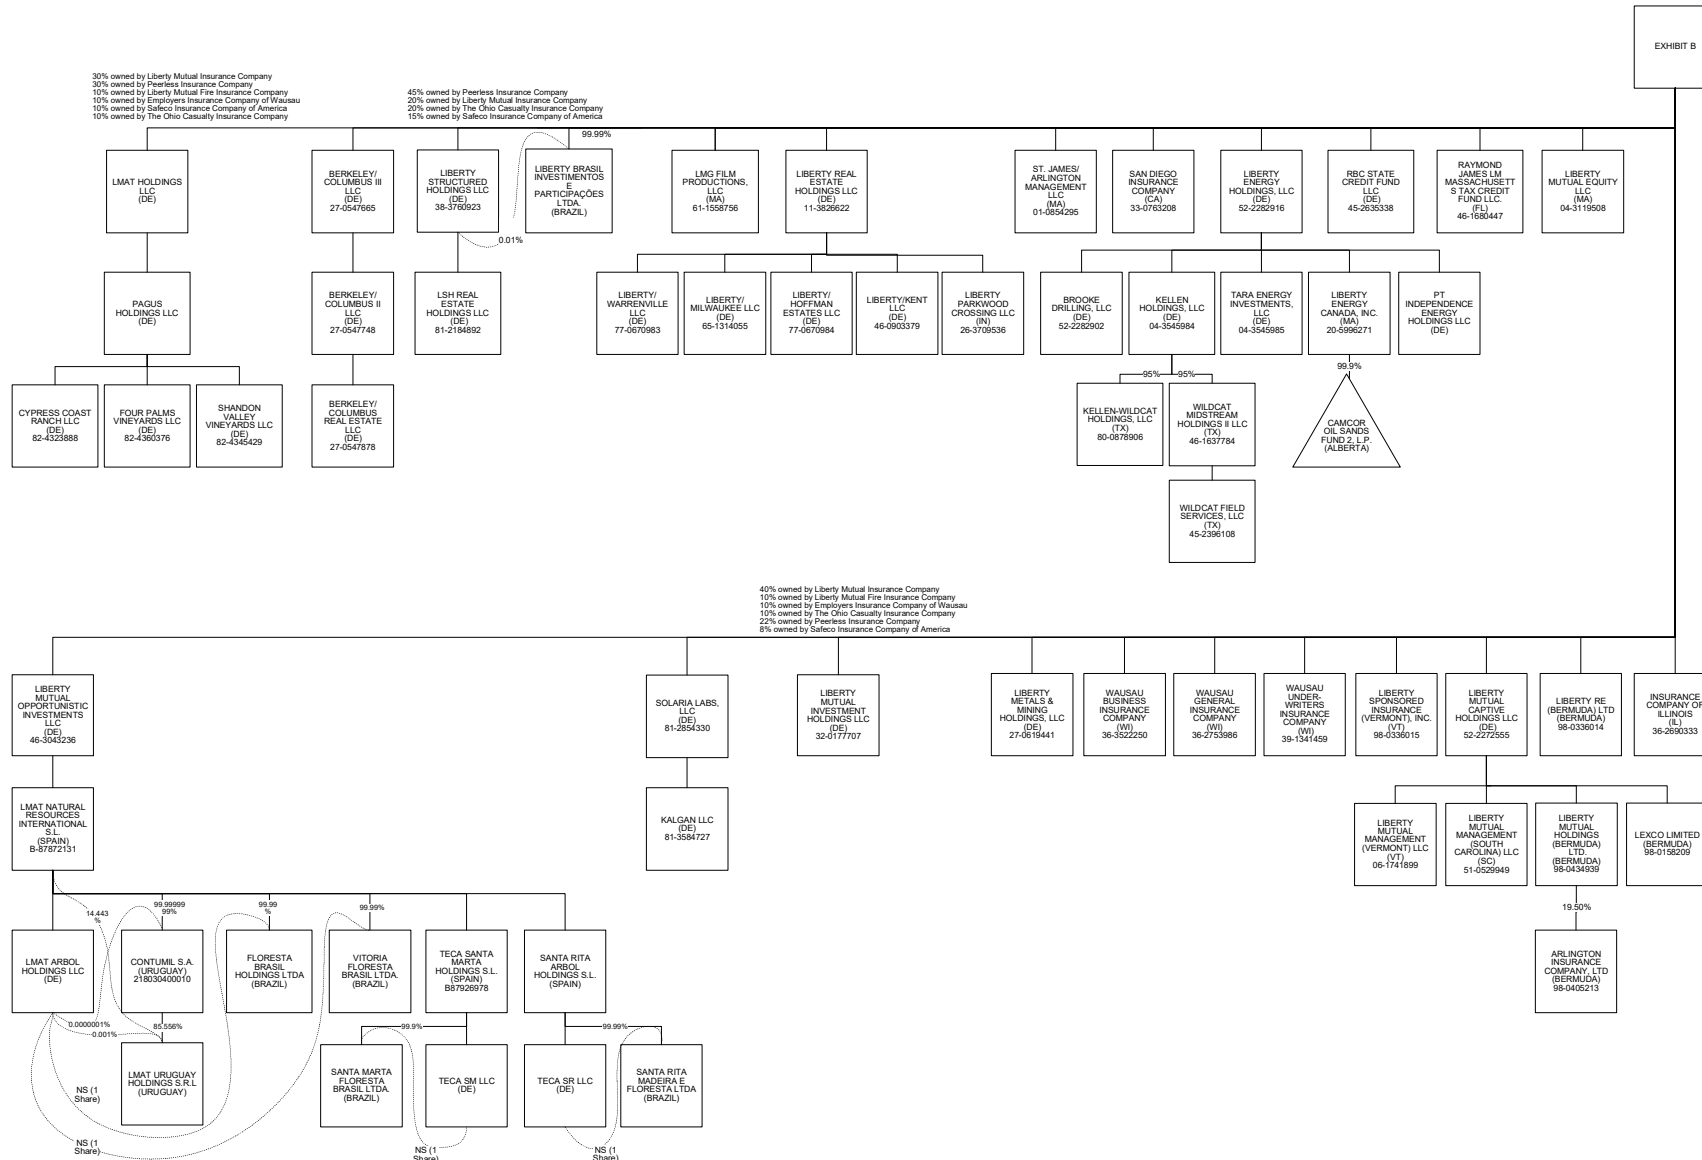 EXHIBIT B
30% owned by Liberty Mutual Insurance Company
30% owned by Peerless Insurance Company
10% owned by Liberty Mutual Fire Insurance Company
10% owned by Employers Insurance Company of Wausau
10% owned by Safeco Insurance Company of America
10% owned by The Ohio Casualty Insurance Company
45% owned by Peerless Insurance Company
20% owned by Liberty Mutual Insurance Company
20% owned by The Ohio Casualty Insurance Company
15% owned by Safeco Insurance Company of America
99.99%
LMAT HOLDINGS
LLC
(DE)
BERKELEY/
COLUMBUS III
LLC
(DE)
27-0547665
LIBERTY
STRUCTURED
HOLDINGS LLC
(DE)
38-3760923
LIBERTY BRASIL
INVESTIMENTOS
E
PARTICIPAÇÕES
LTDA.
(BRAZIL)
LMG FILM
PRODUCTIONS,
LLC
(MA)
61-1558756
LIBERTY REAL
ESTATE
HOLDINGS LLC
(DE)
11-3826622
ST. JAMES/
ARLINGTON
MANAGEMENT
LLC
(MA)
01-0854295
SAN DIEGO
INSURANCE
COMPANY
(CA)
33-0763208
LIBERTY
ENERGY
HOLDINGS, LLC
(DE)
52-2282916
RBC STATE
CREDIT FUND
LLC
(DE)
45-2635338
RAYMOND
JAMES LM
MASSACHUSETT
S TAX CREDIT
FUND LLC.
(FL)
46-1680447
LIBERTY
MUTUAL EQUITY
LLC
(MA)
04-3119508
0.01%
PAGUS
HOLDINGS LLC
(DE)
BERKELEY/
COLUMBUS II
LLC
(DE)
27-0547748
LSH REAL
ESTATE
HOLDINGS LLC
(DE)
81-2184892
LIBERTY/
WARRENVILLE
LLC
(DE)
77-0670983
LIBERTY/
MILWAUKEE LLC
(DE)
65-1314055
LIBERTY/
HOFFMAN
ESTATES LLC
(DE)
77-0670984
LIBERTY/KENT
LLC
(DE)
46-0903379
LIBERTY
PARKWOOD
CROSSING LLC
(IN)
26-3709536
BROOKE
DRILLING, LLC
(DE)
52-2282902
KELLEN
HOLDINGS, LLC
(DE)
04-3545984
TARA ENERGY
INVESTMENTS,
LLC
(DE)
04-3545985
LIBERTY
ENERGY
CANADA, INC.
(MA)
20-5996271
PT
INDEPENDENCE
ENERGY
HOLDINGS LLC
(DE)
95%
95%
99.9%
CYPRESS COAST
RANCH LLC
(DE)
82-4323888
FOUR PALMS
VINEYARDS LLC
(DE)
82-4360376
SHANDON
VALLEY
VINEYARDS LLC
(DE)
82-4345429
BERKELEY/
COLUMBUS
REAL ESTATE
LLC
(DE)
27-0547878
KELLEN-WILDCAT
HOLDINGS, LLC
(TX)
80-0878906
WILDCAT
MIDSTREAM
HOLDINGS II LLC
(TX)
46-1637784
CAMCOR
OIL SANDS
FUND 2, L.P.
(ALBERTA)
WILDCAT FIELD
SERVICES, LLC
(TX)
45-2396108
40% owned by Liberty Mutual Insurance Company
10% owned by Liberty Mutual Fire Insurance Company
10% owned by Employers Insurance Company of Wausau
10% owned by The Ohio Casualty Insurance Company
22% owned by Peerless Insurance Company
8% owned by Safeco Insurance Company of America
LIBERTY
MUTUAL
OPPORTUNISTIC
INVESTMENTS
LLC
(DE)
46-3043236
SOLARIA LABS,
LLC
(DE)
81-2854330
LIBERTY
MUTUAL
INVESTMENT
HOLDINGS LLC
(DE)
32-0177707
LIBERTY
METALS &
MINING
HOLDINGS, LLC
(DE)
27-0619441
WAUSAU
BUSINESS
INSURANCE
COMPANY
(WI)
36-3522250
WAUSAU
GENERAL
INSURANCE
COMPANY
(WI)
36-2753986
WAUSAU
UNDER-
WRITERS
INSURANCE
COMPANY
(WI)
39-1341459
LIBERTY
SPONSORED
INSURANCE
(VERMONT), INC.
(VT)
98-0336015
LIBERTY
MUTUAL
CAPTIVE
HOLDINGS LLC
(DE)
52-2272555
LIBERTY RE
(BERMUDA) LTD
(BERMUDA)
98-0336014
INSURANCE
COMPANY OF
ILLINOIS
(IL)
36-2690333
LMAT NATURAL
RESOURCES
INTERNATIONAL
S.L.
(SPAIN)
B-87872131
KALGAN LLC
(DE)
81-3584727
LIBERTY
MUTUAL
MANAGEMENT
(VERMONT) LLC
(VT)
06-1741899
LIBERTY
MUTUAL
MANAGEMENT
(SOUTH
CAROLINA) LLC
(SC)
51-0529949
LIBERTY
MUTUAL
HOLDINGS
(BERMUDA)
LTD.
(BERMUDA)
98-0434939
LEXCO LIMITED
(BERMUDA)
98-0158209
14.443
%
99.99999
99%
99.99
%
99.99%
19.50%
LMAT ARBOL
HOLDINGS LLC
(DE)
CONTUMIL S.A.
(URUGUAY)
218030400010
FLORESTA
BRASIL
HOLDINGS LTDA
(BRAZIL)
VITORIA
FLORESTA
BRASIL LTDA.
(BRAZIL)
TECA SANTA
MARTA
HOLDINGS S.L.
(SPAIN)
B87926978
SANTA RITA
ARBOL
HOLDINGS S.L.
(SPAIN)
ARLINGTON
INSURANCE
COMPANY, LTD
(BERMUDA)
98-0405213
0.0000001%
0.001%
85.556%
99.9%
99.99%
LMAT URUGUAY
HOLDINGS S.R.L
(URUGUAY)
SANTA MARTA
FLORESTA
BRASIL LTDA.
(BRAZIL)
TECA SM LLC
(DE)
TECA SR LLC
(DE)
SANTA RITA
MADEIRA E
FLORESTA LTDA
(BRAZIL)
NS (1
Share)
NS (1
Share)
NS (1
Share)
NS (1
Share)